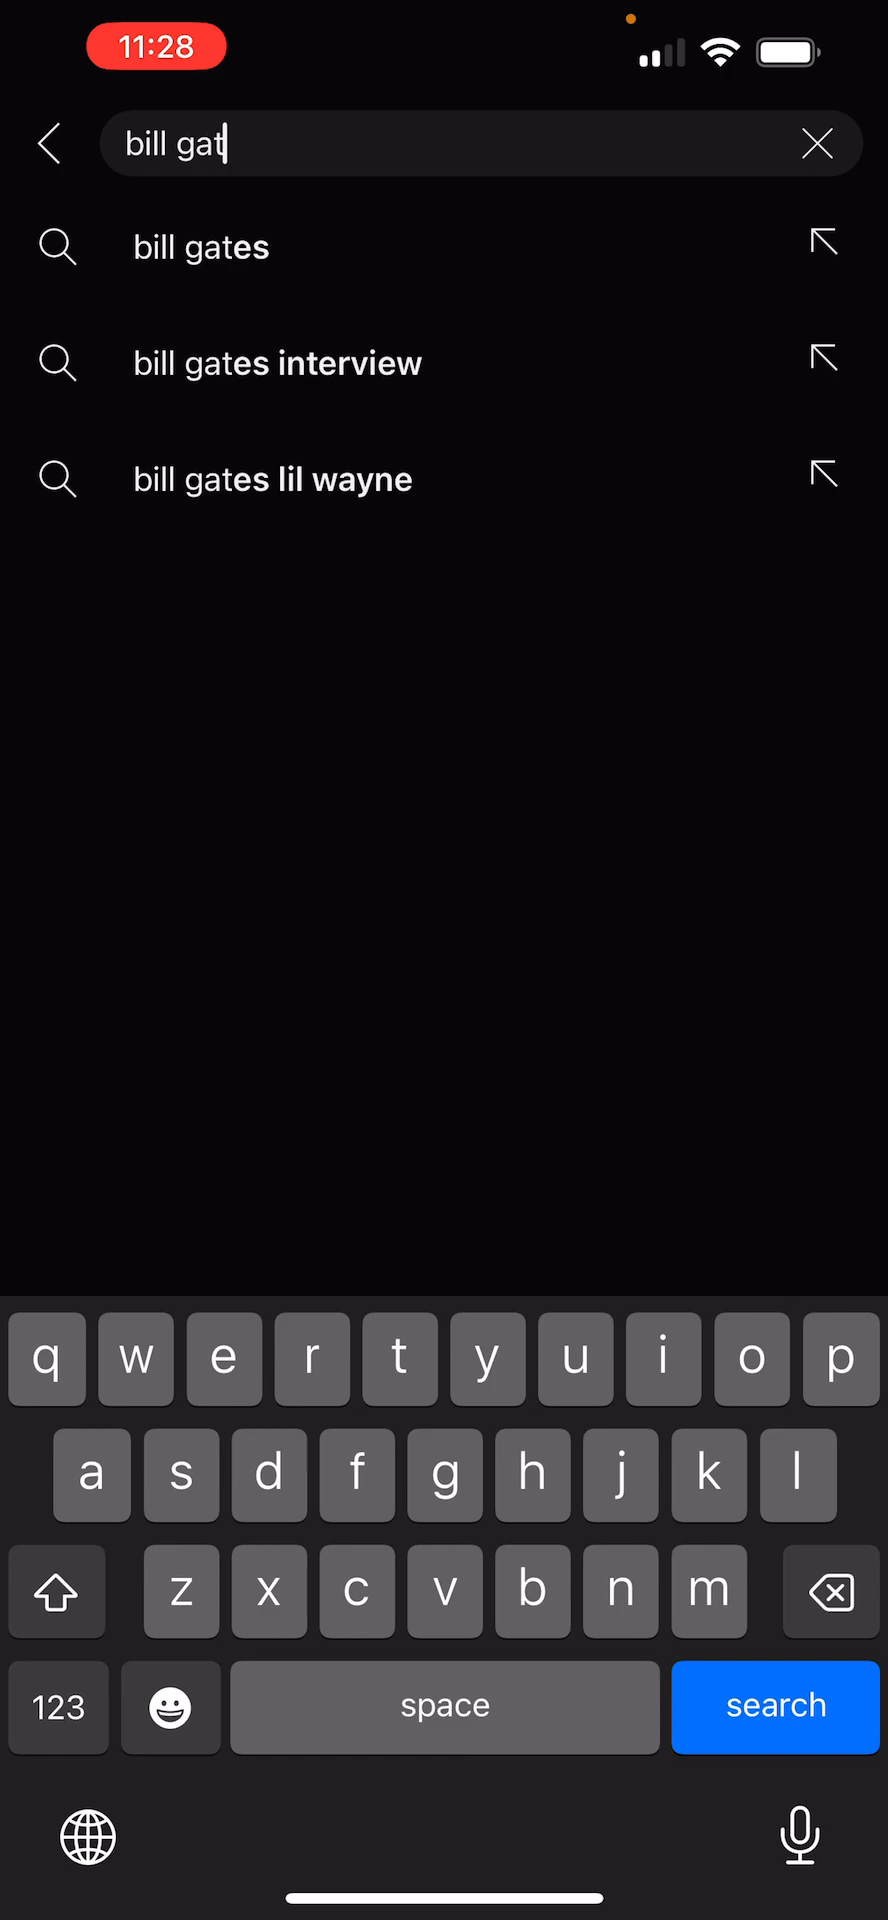 11:28
bill gat
bill gates
bill gates interview
bill gates lil wayne
q w e r t y u i o p
a s d f g h j k l
z x c v b n m
123 space search